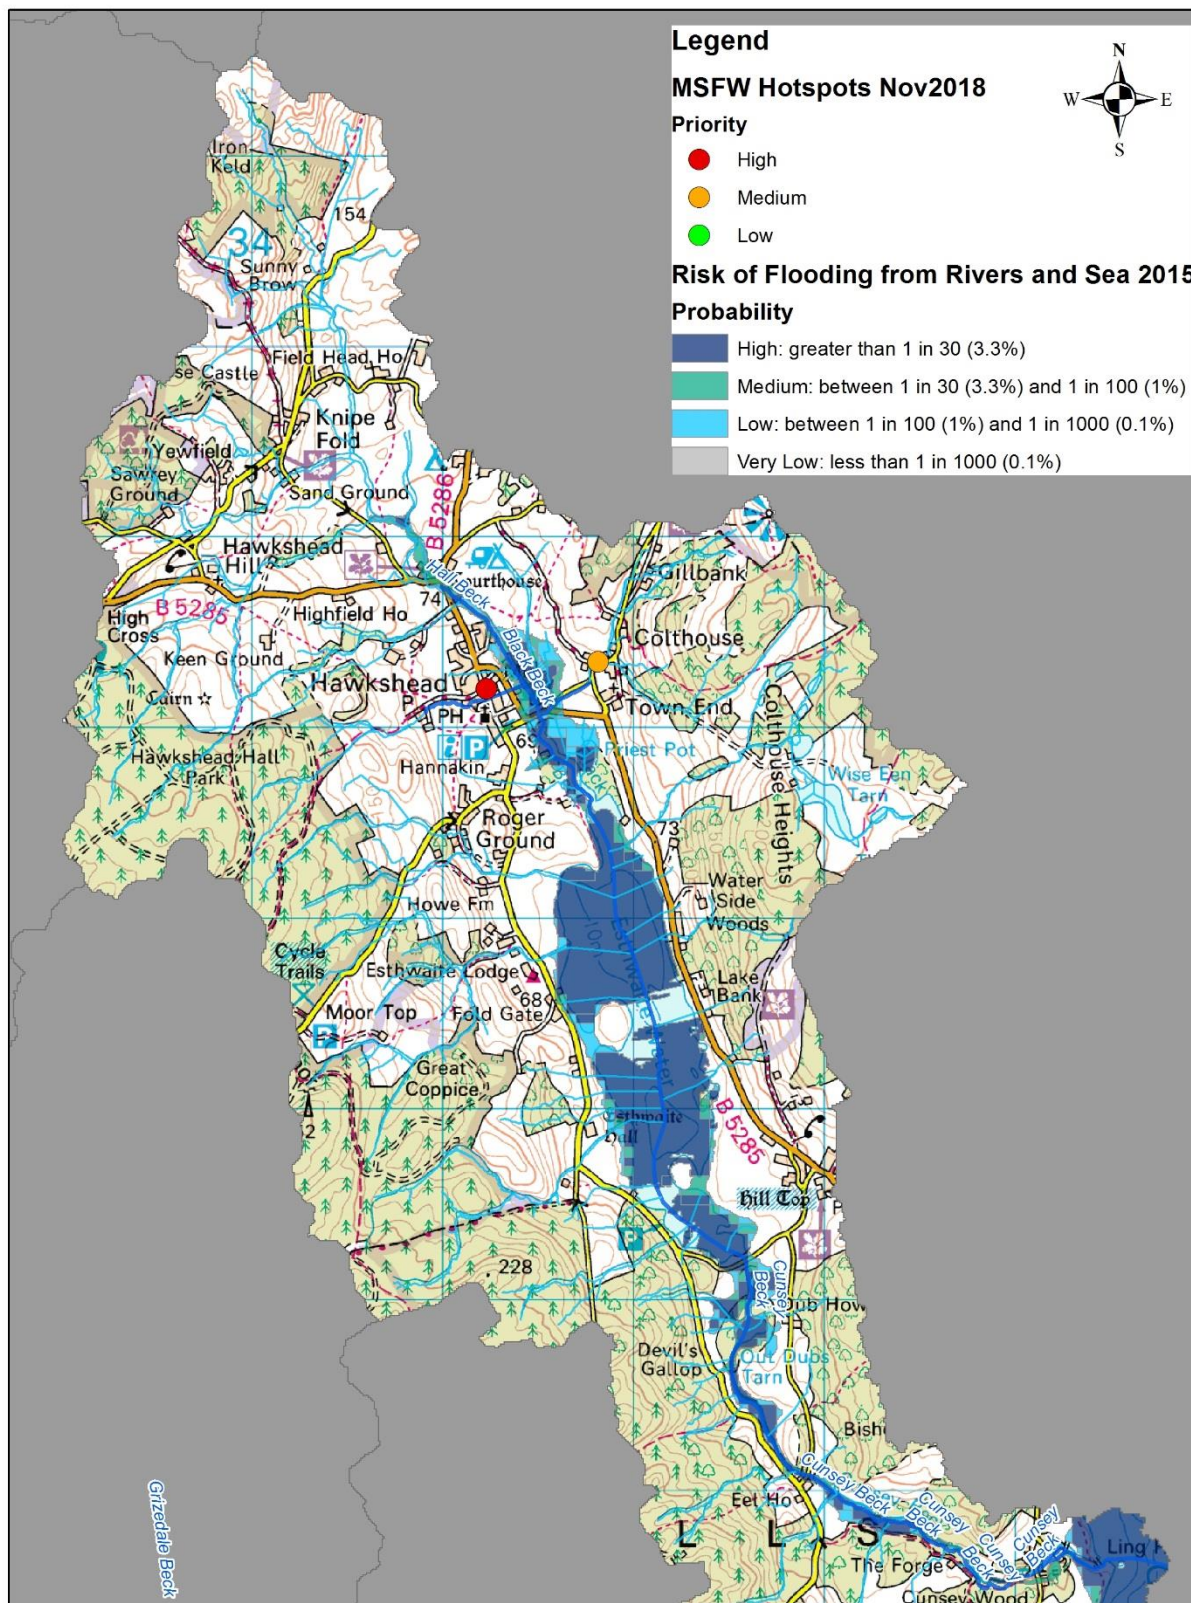 Legend
MSFW Hotspots Nov2018
Priority
High
Medium
Low
Risk of Flooding from Rivers and Sea 2015
Probability
High: greater than 1 in 30 (3.3%)
Medium: between 1 in 30 (3.3%) and 1 in 100 (1%)
Low: between 1 in 100 (1%) and 1 in 1000 (0.1%)
Very Low: less than 1 in 1000 (0.1%)
N
W
E
S
Iron
Keld
154
34
Sunny
Brow
Field Head Ho
se Castle
Knipe
Fold
Yewfield
Sawrey
Ground
Sand Ground
B 5286
Hawkshead
Hill
Hall Beck
ourthouse
Gillbank
74
High
Cross
B 5285
Highfield Ho
Black Beck
Colthouse
Keen Ground
Hawkshead
Cairn
P
PH
Town End
69
i P
Priest Pot
Hawkshead Hall
Park
Hannakin
Colthouse Heights
Wise Een
Tarn
Roger
Ground
73
Water
Side
Woods
Howe Fm
10m
Esthwaite Water
Cycle
Trails
Esthwaite Lodge
Lake
Bank
68
Moor Top
Fold Gate
P
Great
Coppice
Esthwaite
Hall
B 5285
Hill Top
P
P
228
Cunsey
Beck
Dub How
Devil's
Gallop
Out Dubs
Tarn
Bish
Cunsey Beck
Cunsey
Beck
Cunsey
Beck
Cunsey
Beck
Eet Ho
L L S
Ling H
The Forge
Cunsey Wood
Grizedale Beck